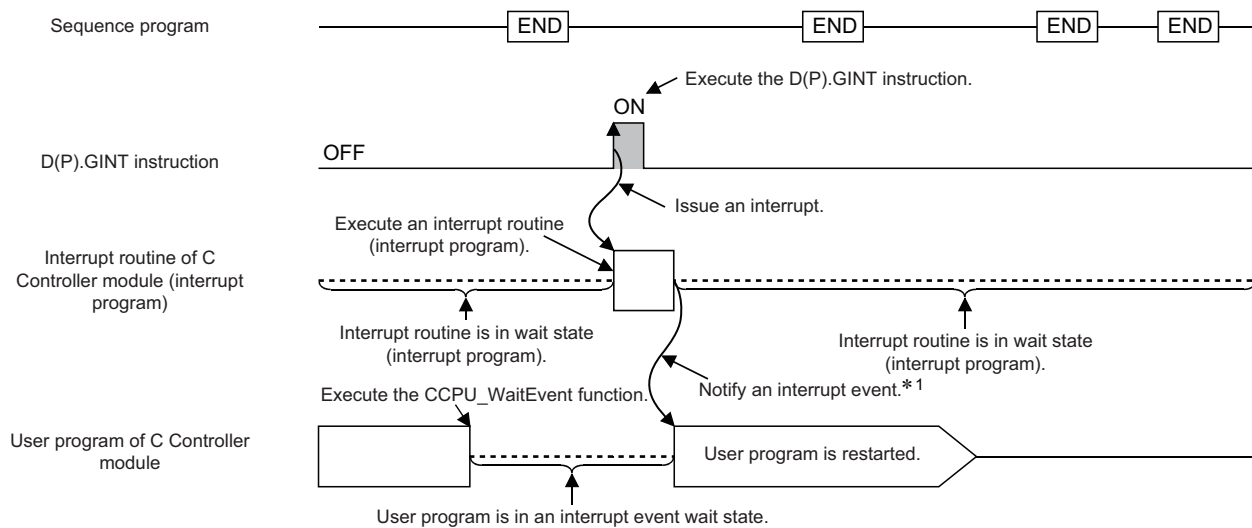 Sequence program
END
END
END
END
Execute the D(P).GINT instruction.
ON
D(P).GINT instruction
OFF
Issue an interrupt.
Execute an interrupt routine
(interrupt program).
Interrupt routine of C
Controller module (interrupt
program)
Interrupt routine is in wait state
(interrupt program).
Interrupt routine is in wait state
(interrupt program).
Notify an interrupt event.*1
Execute the CCPU_WaitEvent function.
User program of C Controller
module
User program is restarted.
User program is in an interrupt event wait state.